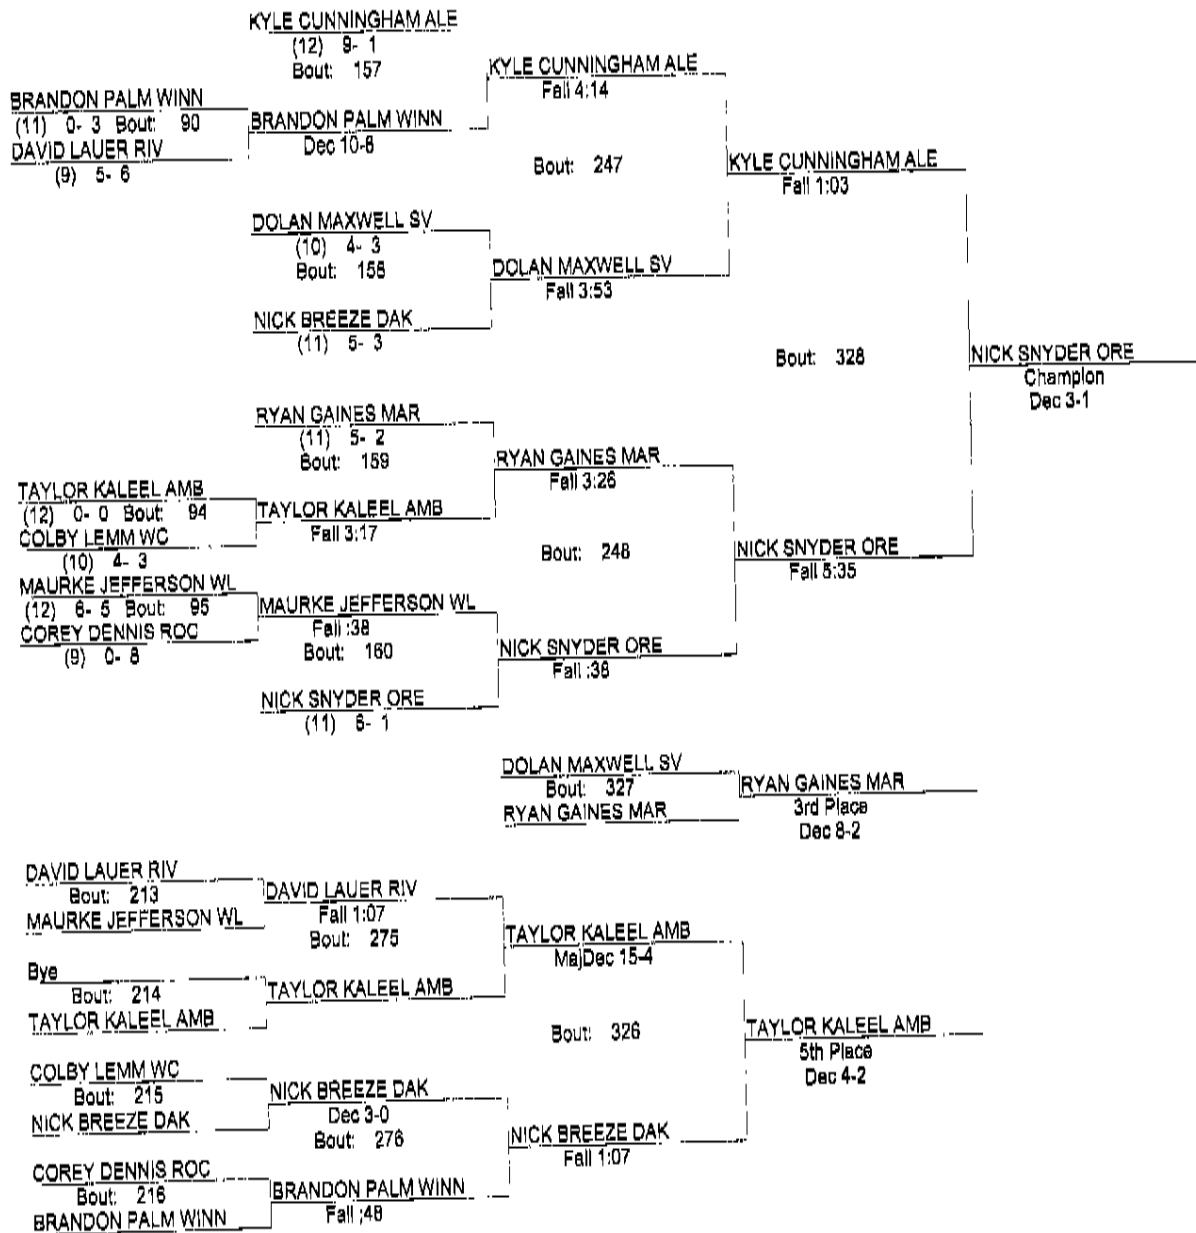 KYLE CUNNINGHAM ALE
(12) 9- 1
Bout: 157
KYLE CUNNINGHAM ALE
Fall 4:14
BRANDON PALM WINN
(11) 0- 3 Bout: 90
DAVID LAUER RIV
(9) 5- 6
BRANDON PALM WINN
Dec 10-8
Bout: 247
KYLE CUNNINGHAM ALE
Fall 1:03
DOLAN MAXWELL SV
(10) 4- 3
Bout: 158
DOLAN MAXWELL SV
Fall 3:53
NICK BREEZE DAK
(11) 5- 3
Bout: 328
NICK SNYDER ORE
Champion
Dec 3-1
RYAN GAINES MAR
(11) 5- 2
Bout: 159
RYAN GAINES MAR
Fall 3:26
TAYLOR KALEEL AMB
(12) 0- 0 Bout: 94
COLBY LEMM WC
(10) 4- 3
TAYLOR KALEEL AMB
Fall 3:17
Bout: 248
NICK SNYDER ORE
Fall 5:35
MAURKE JEFFERSON WL
(12) 6- 5 Bout: 95
COREY DENNIS ROC
(9) 0- 8
MAURKE JEFFERSON WL
Fall :38
Bout: 160
NICK SNYDER ORE
Fall :38
NICK SNYDER ORE
(11) 6- 1
DOLAN MAXWELL SV
Bout: 327
RYAN GAINES MAR
RYAN GAINES MAR
3rd Place
Dec 8-2
DAVID LAUER RIV
Bout: 213
MAURKE JEFFERSON WL
DAVID LAUER RIV
Fall 1:07
Bout: 275
TAYLOR KALEEL AMB
MajDec 15-4
Bye
Bout: 214
TAYLOR KALEEL AMB
TAYLOR KALEEL AMB
Bout: 326
TAYLOR KALEEL AMB
5th Place
Dec 4-2
COLBY LEMM WC
Bout: 215
NICK BREEZE DAK
NICK BREEZE DAK
Dec 3-0
Bout: 276
NICK BREEZE DAK
Fall 1:07
COREY DENNIS ROC
Bout: 216
BRANDON PALM WINN
BRANDON PALM WINN
Fall :48